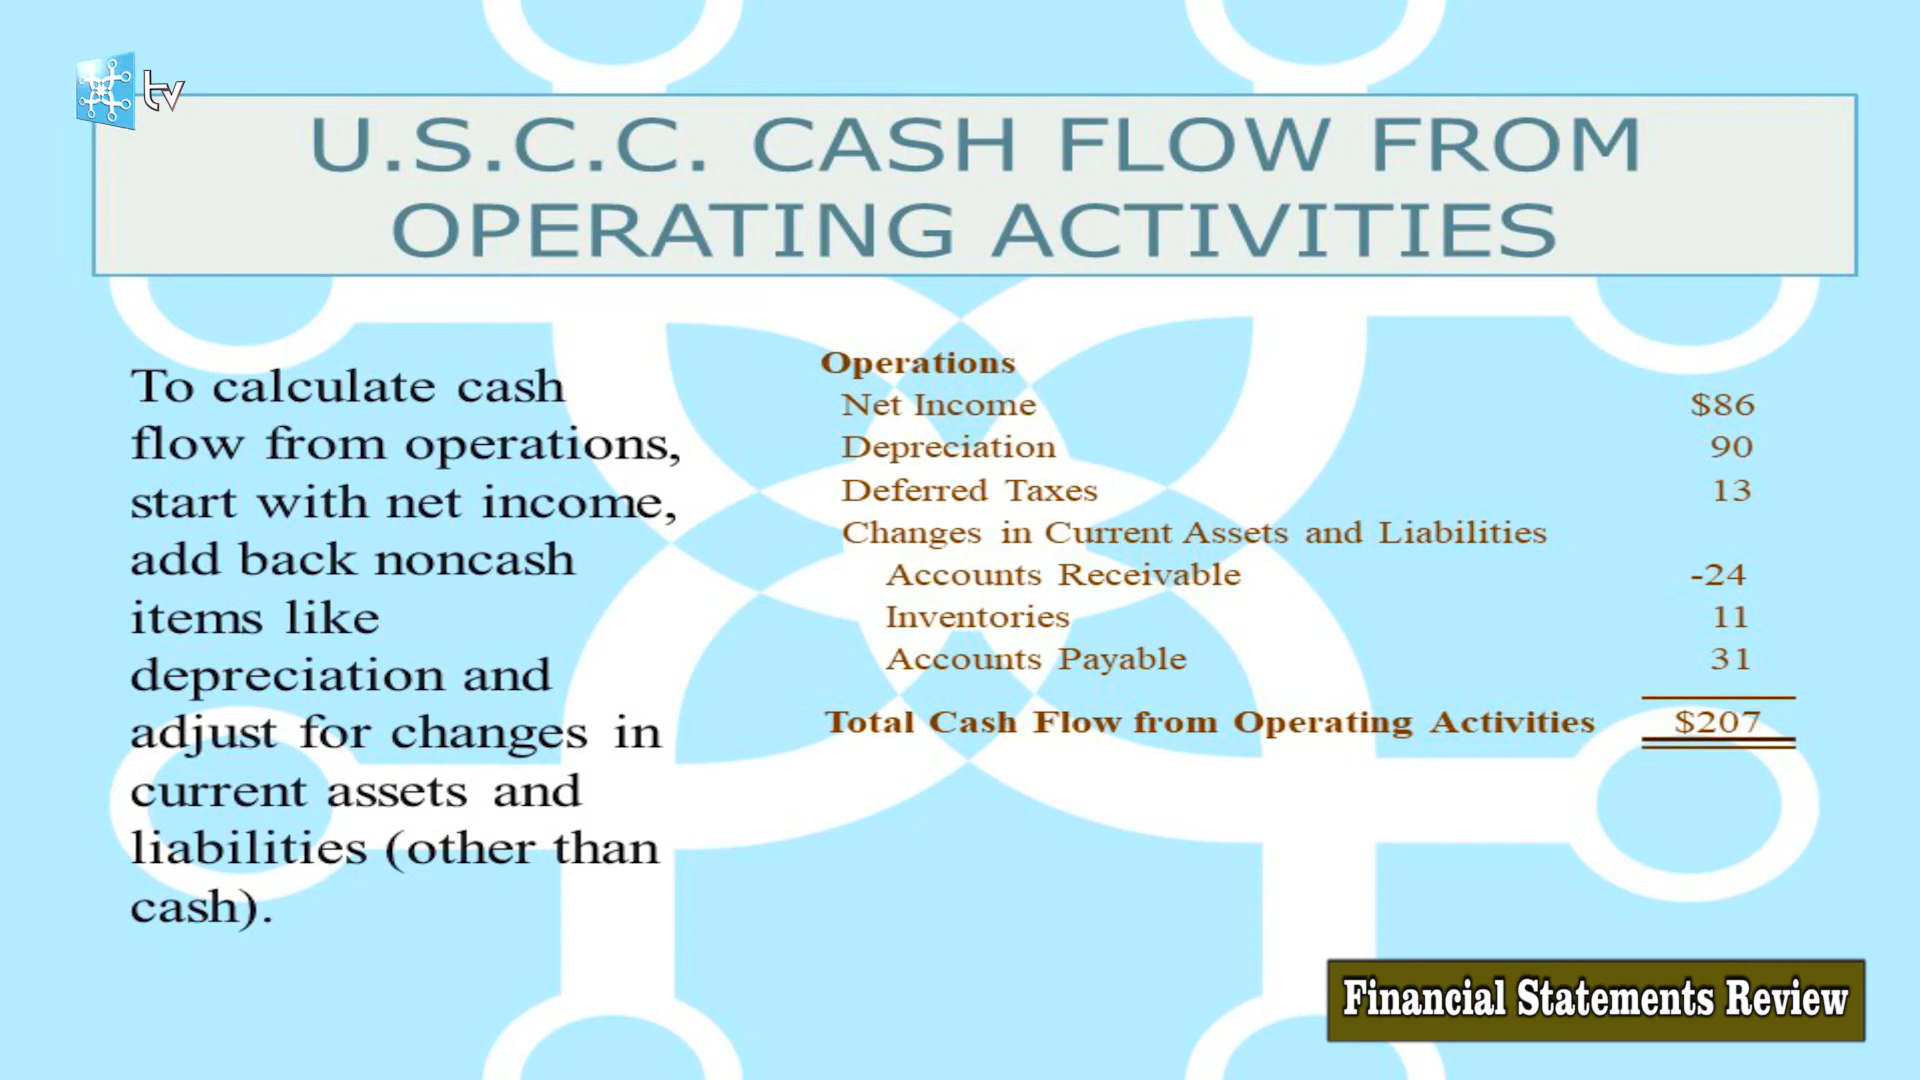 tv
U.S.C.C. CASH FLOW FROM
OPERATING ACTIVITIES
To calculate cash
flow from operations,
start with net income,
add back noncash
items like
depreciation and
adjust for changes in
current assets and
liabilities (other than
cash).
Operations
Net Income $86
Depreciation 90
Deferred Taxes 13
Changes in Current Assets and Liabilities
Accounts Receivable -24
Inventories 11
Accounts Payable 31
Total Cash Flow from Operating Activities $207
Financial Statements Review